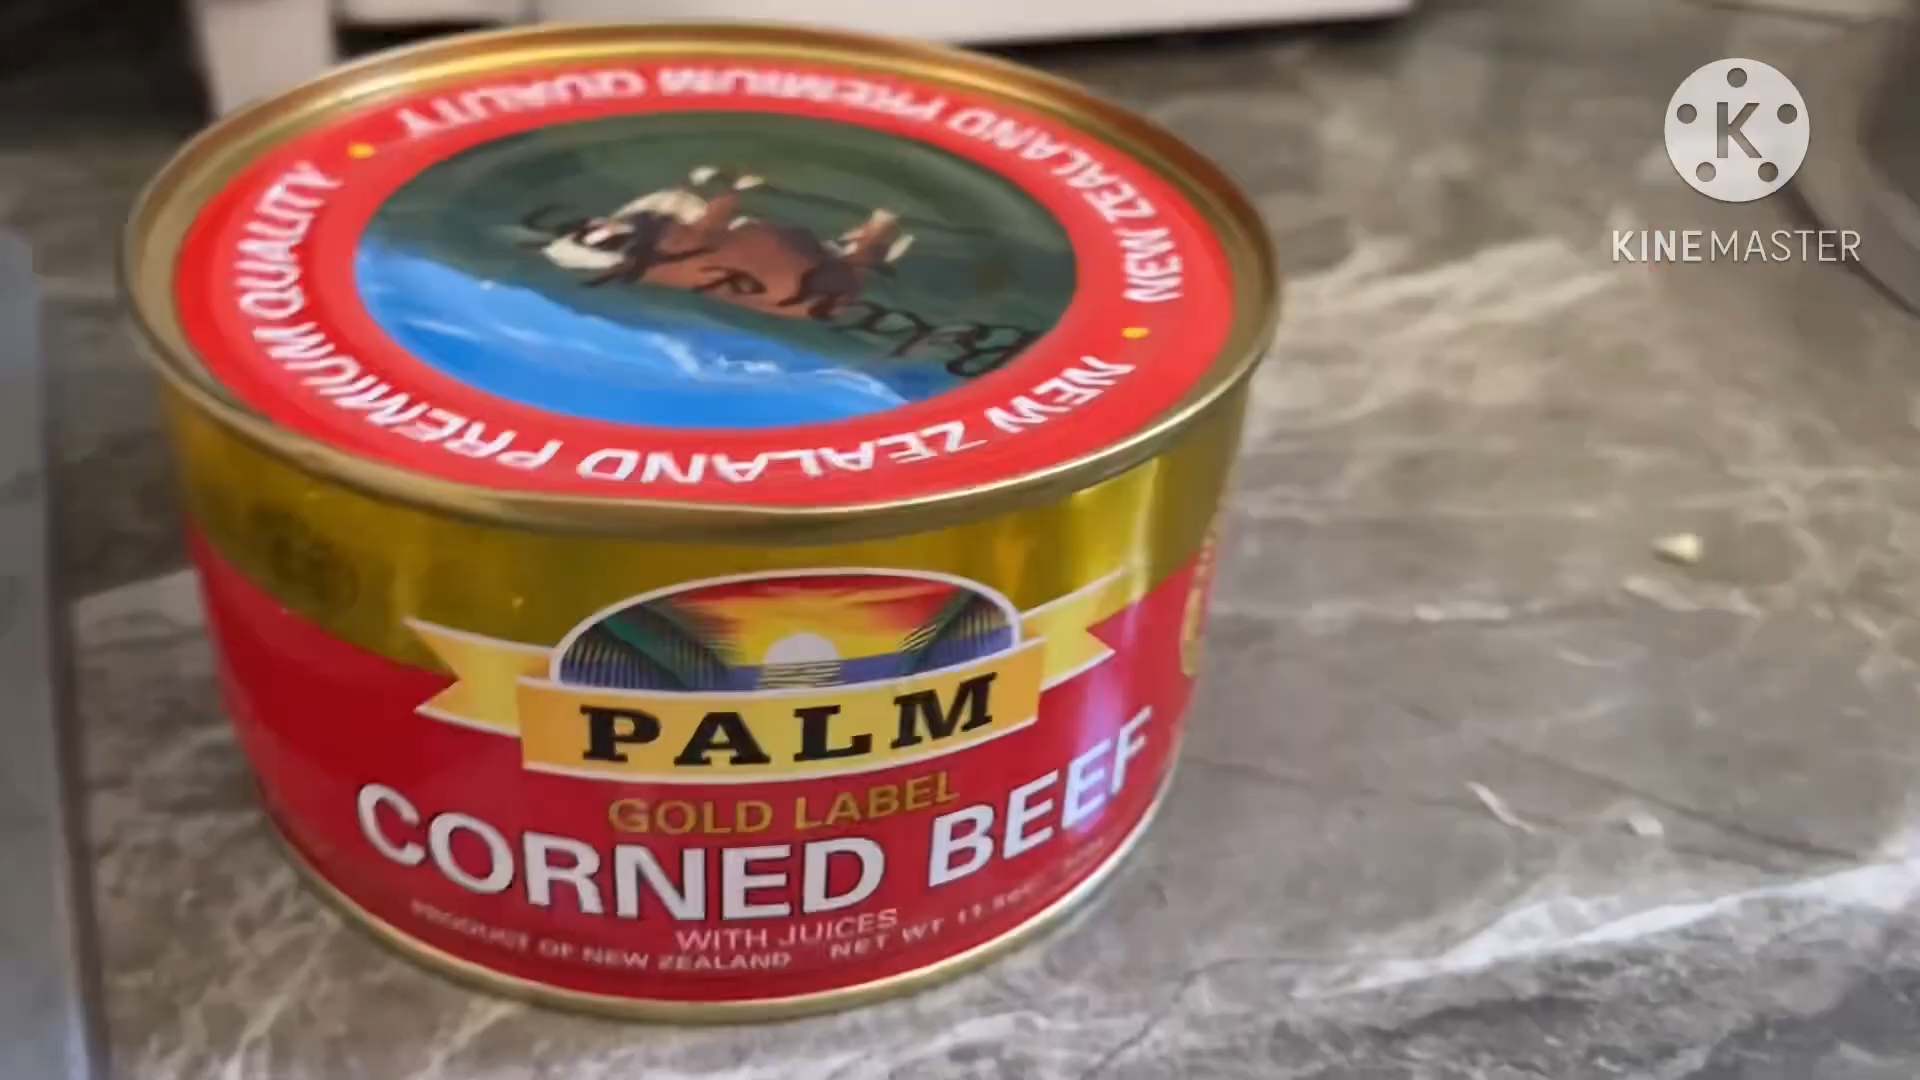 NEW ZEALAND PREMIUM QUALITY
NEW ZEALAND PREMIUM QUALITY
K
KINEMASTER
PALM
GOLD LABEL
CORNED BEEF
WITH JUICES
PRODUCT OF NEW ZEALAND NET WT